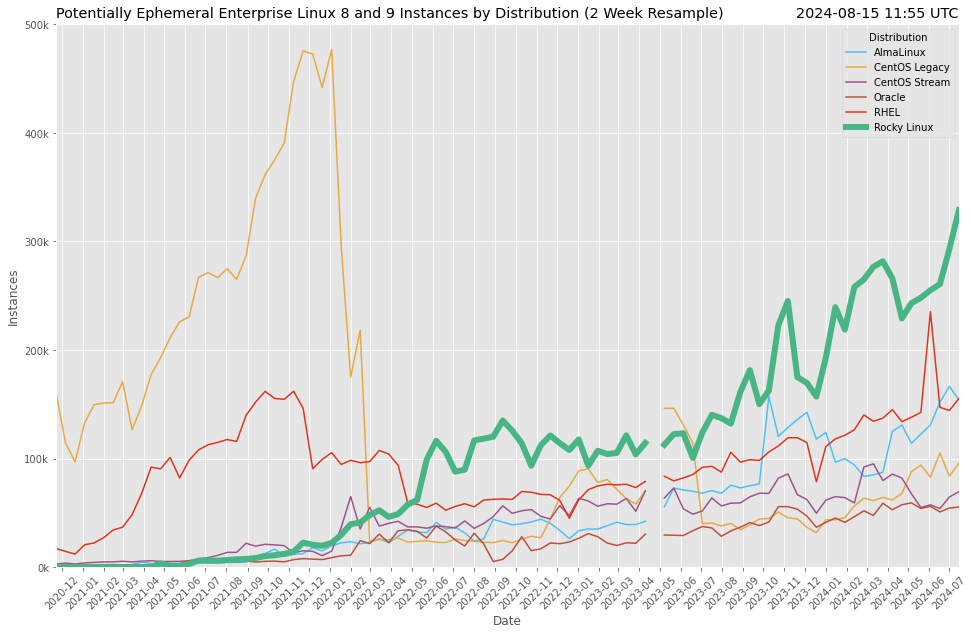 Potentially Ephemeral Enterprise Linux 8 and 9 Instances by Distribution (2 Week Resample)
2024-08-15 11:55 UTC
Distribution
AlmaLinux
CentOS Legacy
CentOS Stream
Oracle
RHEL
Rocky Linux
Instances
500k
400k
300k
200k
100k
0k
2020-12
2021-01
2021-02
2021-03
2021-04
2021-05
2021-06
2021-07
2021-08
2021-09
2021-10
2021-11
2021-12
2022-01
2022-02
2022-03
2022-04
2022-05
2022-06
2022-07
2022-08
2022-09
2022-10
2022-11
2022-12
2023-01
2023-02
2023-03
2023-04
2023-05
2023-06
2023-07
2023-08
2023-09
2023-10
2023-11
2023-12
2024-01
2024-02
2024-03
2024-04
2024-05
2024-06
2024-07
Date